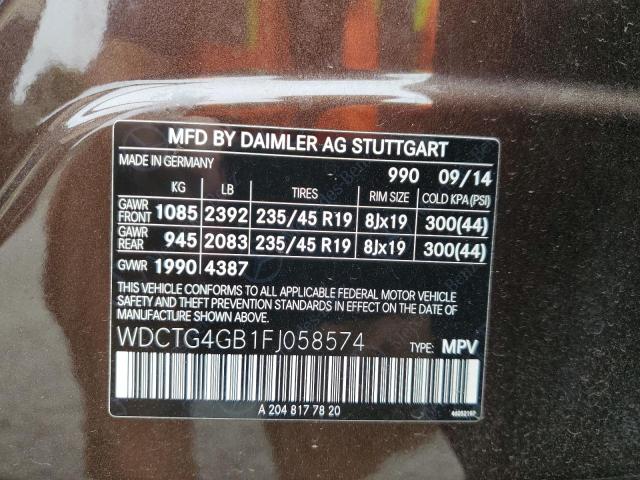 MFD BY DAIMLER AG STUTTGART
MADE IN GERMANY 990 09/14
KG LB TIRES RIM SIZE COLD KPA(PSI)
GAWR FRONT 1085 2392 235/45 R19 8Jx19 300(44)
GAWR REAR 945 2083 235/45 R19 8Jx19 300(44)
GVWR 1990 4387
THIS VEHICLE CONFORMS TO ALL APPLICABLE FEDERAL MOTOR VEHICLE
SAFETY AND THEFT PREVENTION STANDARDS IN EFFECT ON THE DATE OF
MANUFACTURE SHOWN ABOVE.
WDCTG4GB1FJ058574 TYPE: MPV
A 204 817 78 20